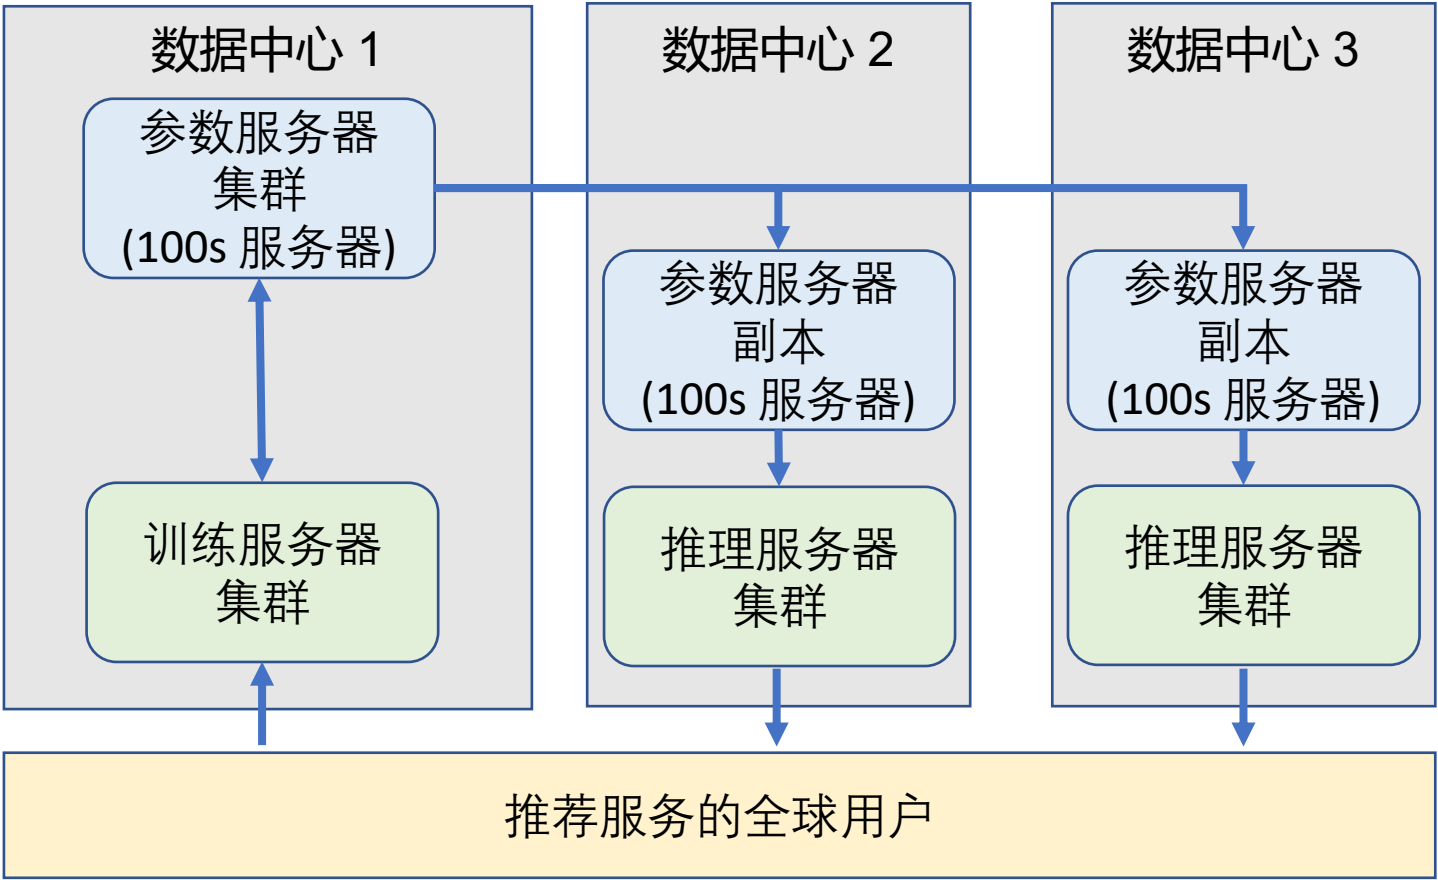 数据中心 1
参数服务器
集群
(100s 服务器)
训练服务器
集群
数据中心 2
参数服务器
副本
(100s 服务器)
推理服务器
集群
数据中心 3
参数服务器
副本
(100s 服务器)
推理服务器
集群
推荐服务的全球用户